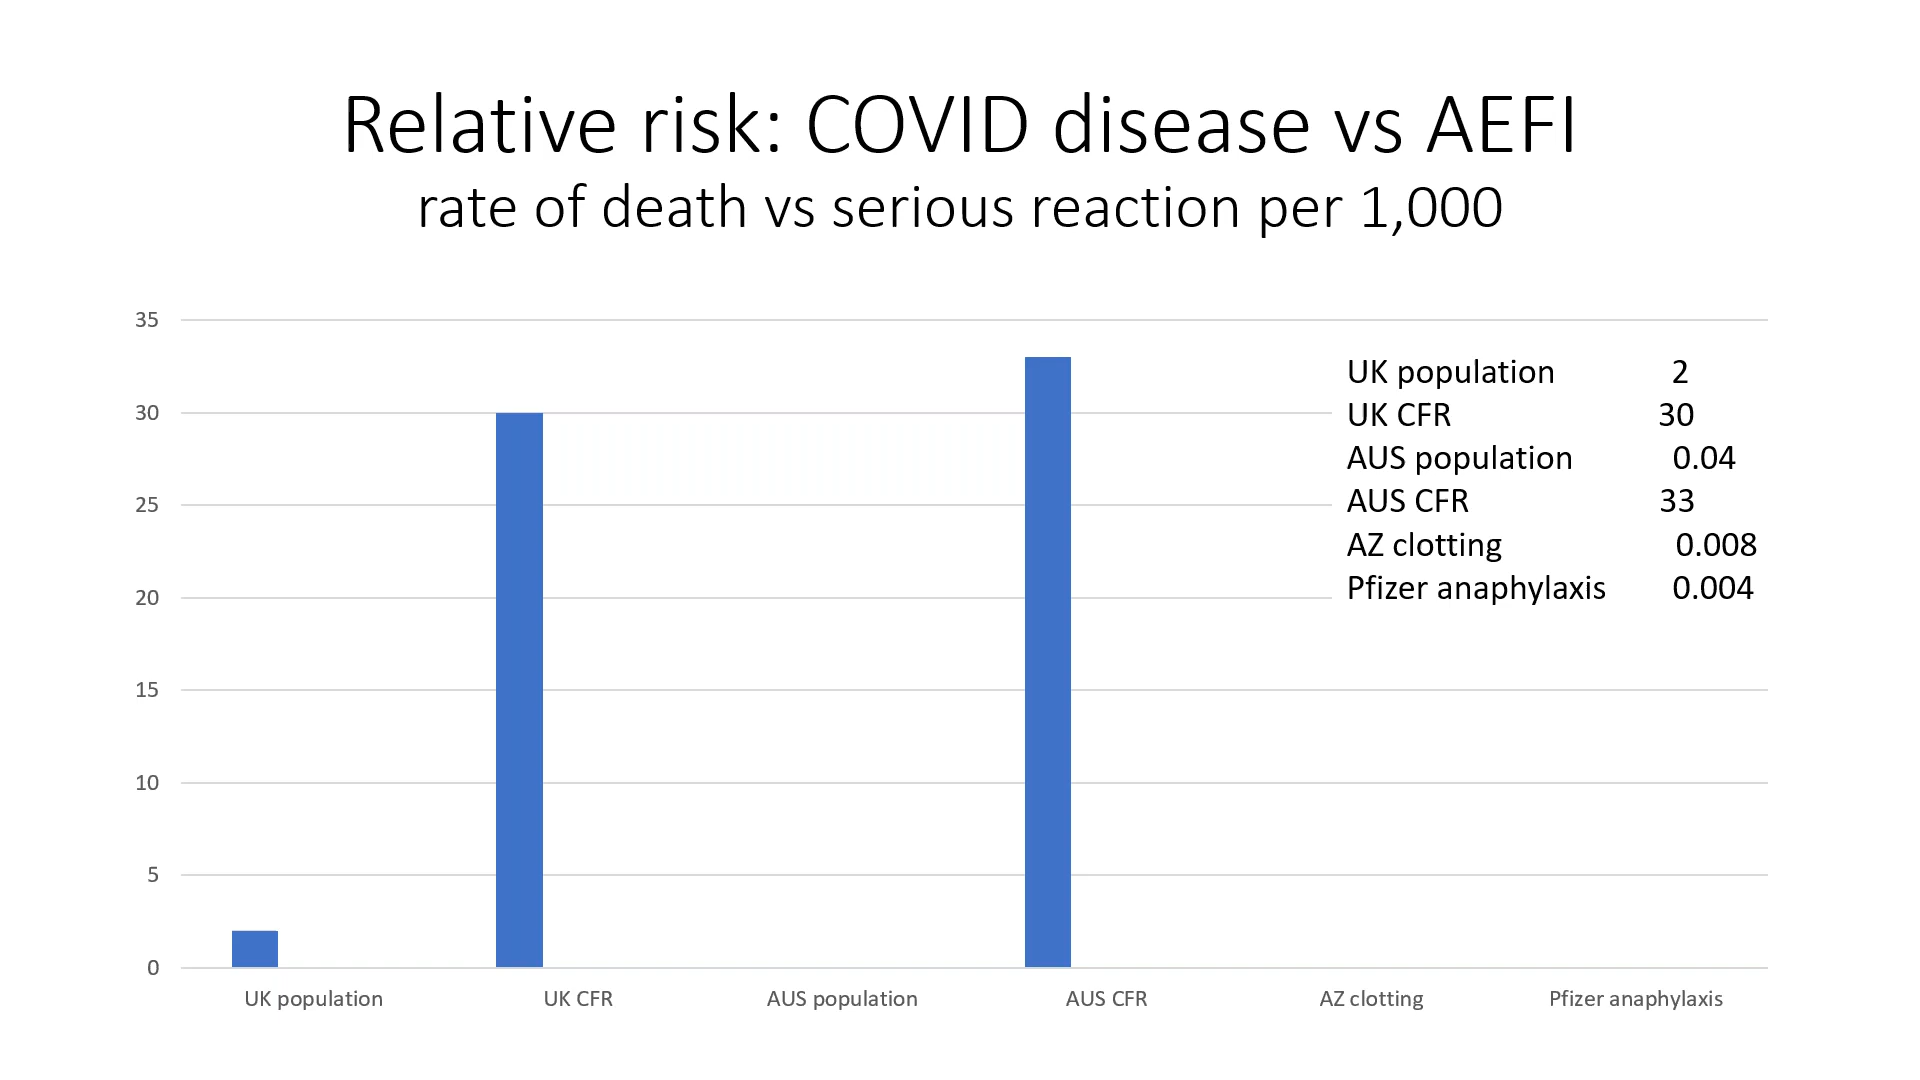 Relative risk: COVID disease vs AEFI
rate of death vs serious reaction per 1,000
35
30
25
20
15
10
5
0
UK population 2
UK CFR 30
AUS population 0.04
AUS CFR 33
AZ clotting 0.008
Pfizer anaphylaxis 0.004
UK population UK CFR AUS population AUS CFR AZ clotting Pfizer anaphylaxis